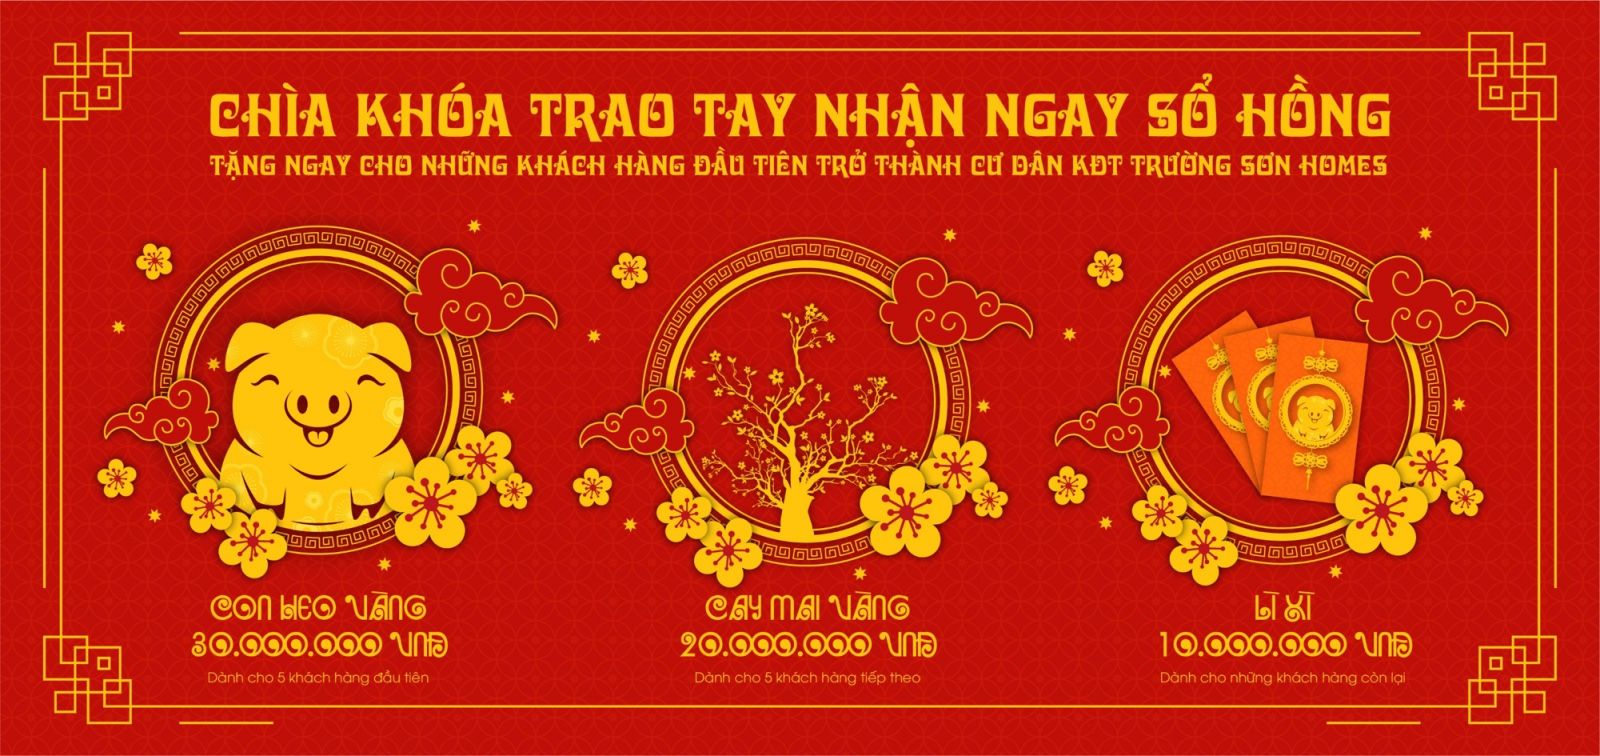 CHÌA KHÓA TRAO TAY NHẬN NGAY SỔ HỒNG
TẶNG NGAY CHO NHỮNG KHÁCH HÀNG ĐẦU TIÊN TRỞ THÀNH CƯ DÂN KĐT TRƯỜNG SƠN HOMES
CON HEO VÀNG
30.000.000 VNĐ
Dành cho 5 khách hàng đầu tiên
CAY MAI VÀNG
20.000.000 VNĐ
Dành cho 5 khách hàng tiếp theo
LÌ XÌ
10.000.000 VNĐ
Dành cho những khách hàng còn lại